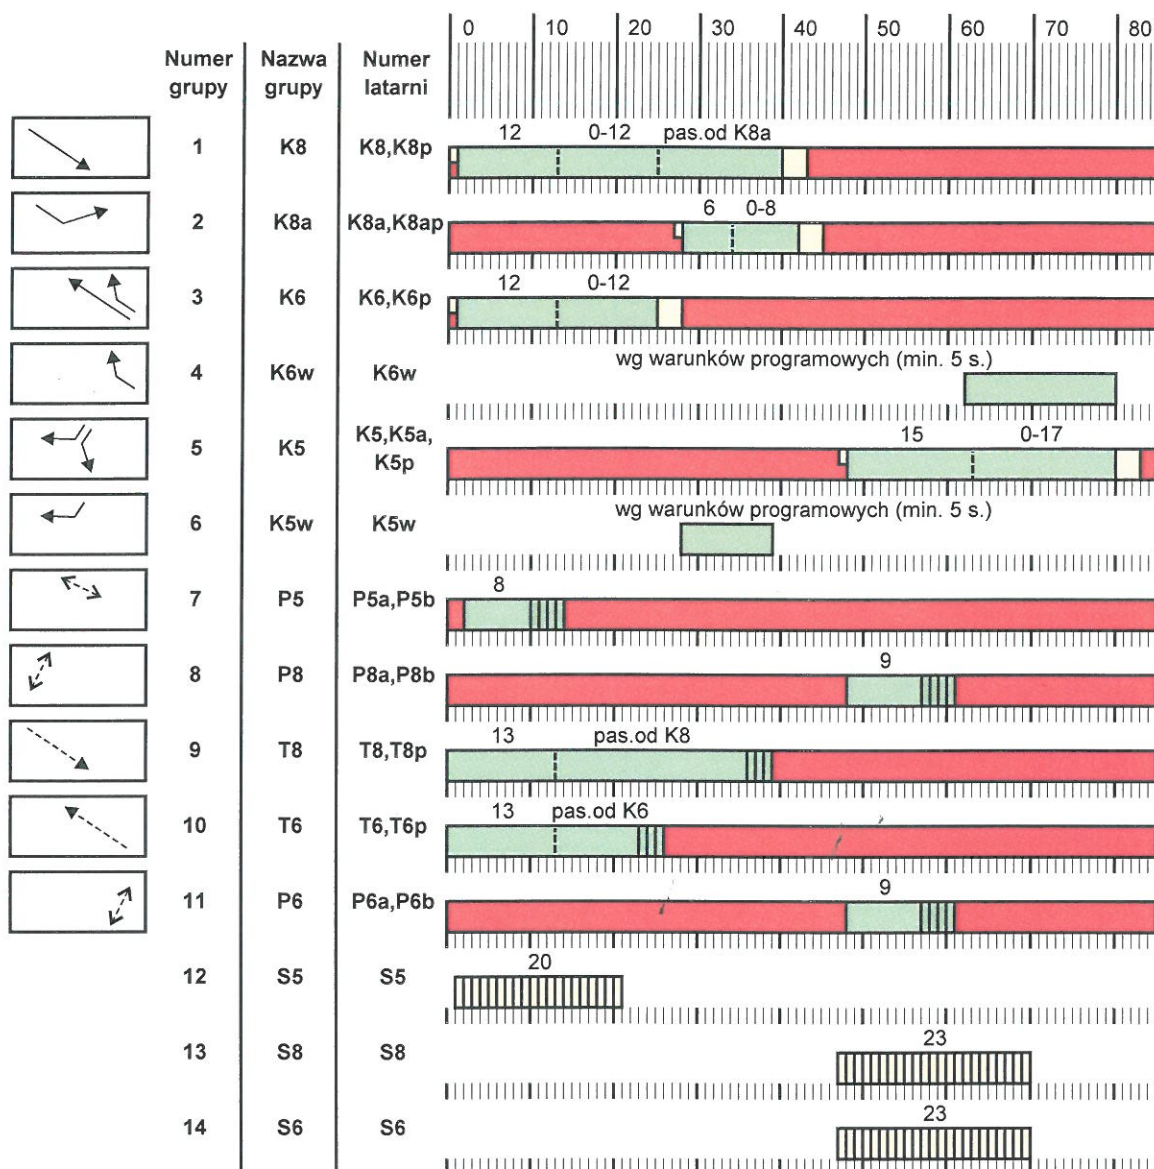 0 10 20 30 40 50 60 70 80
Numer grupy Nazwa grupy Numer latarni
12 0-12 pas.od K8a
1 K8 K8,K8p
6 0-8
2 K8a K8a,K8ap
12 0-12
3 K6 K6,K6p
wg warunków programowych (min. 5 s.)
4 K6w K6w
15 0-17
5 K5 K5,K5a, K5p
wg warunków programowych (min. 5 s.)
6 K5w K5w
8
7 P5 P5a,P5b
9
8 P8 P8a,P8b
13 pas.od K8
9 T8 T8,T8p
13 pas.od K6
10 T6 T6,T6p
9
11 P6 P6a,P6b
20
12 S5 S5
23
13 S8 S8
23
14 S6 S6